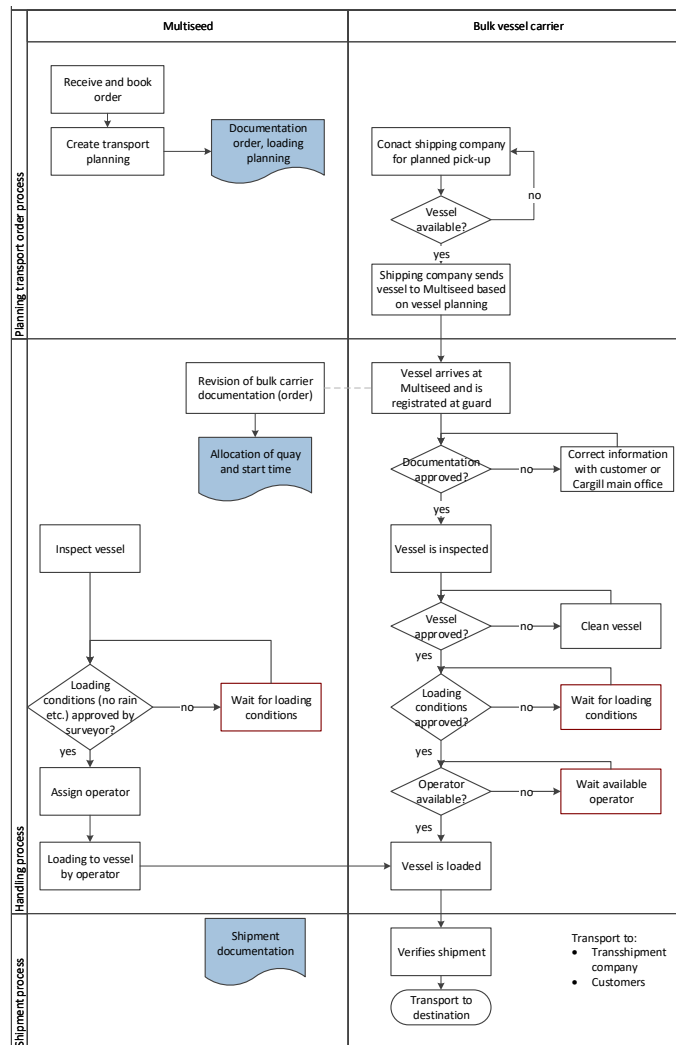 Multiseed
Bulk vessel carrier
Planning transport order process
Receive and book
order
Create transport
planning
Documentation
order, loading
planning
Conact shipping company
for planned pick-up
no
Vessel
available?
yes
Shipping company sends
vessel to Multiseed based
on vessel planning
Handling process
Revision of bulk carrier
documentation (order)
Vessel arrives at
Multiseed and is
registrated at guard
Allocation of quay
and start time
Documentation
approved?
no
Correct information
with customer or
Cargill main office
yes
Inspect vessel
Vessel is inspected
Vessel
approved?
no
Clean vessel
yes
Loading
conditions (no rain
etc.) approved by
surveyor?
no
Wait for loading
conditions
yes
Loading
conditions
approved?
no
Wait for loading
conditions
yes
Assign operator
Operator
available?
no
Wait available
operator
yes
Loading to vessel
by operator
Vessel is loaded
Shipment process
Shipment
documentation
Verifies shipment
Transport to:
• Transshipment
company
• Customers
Transport to
destination